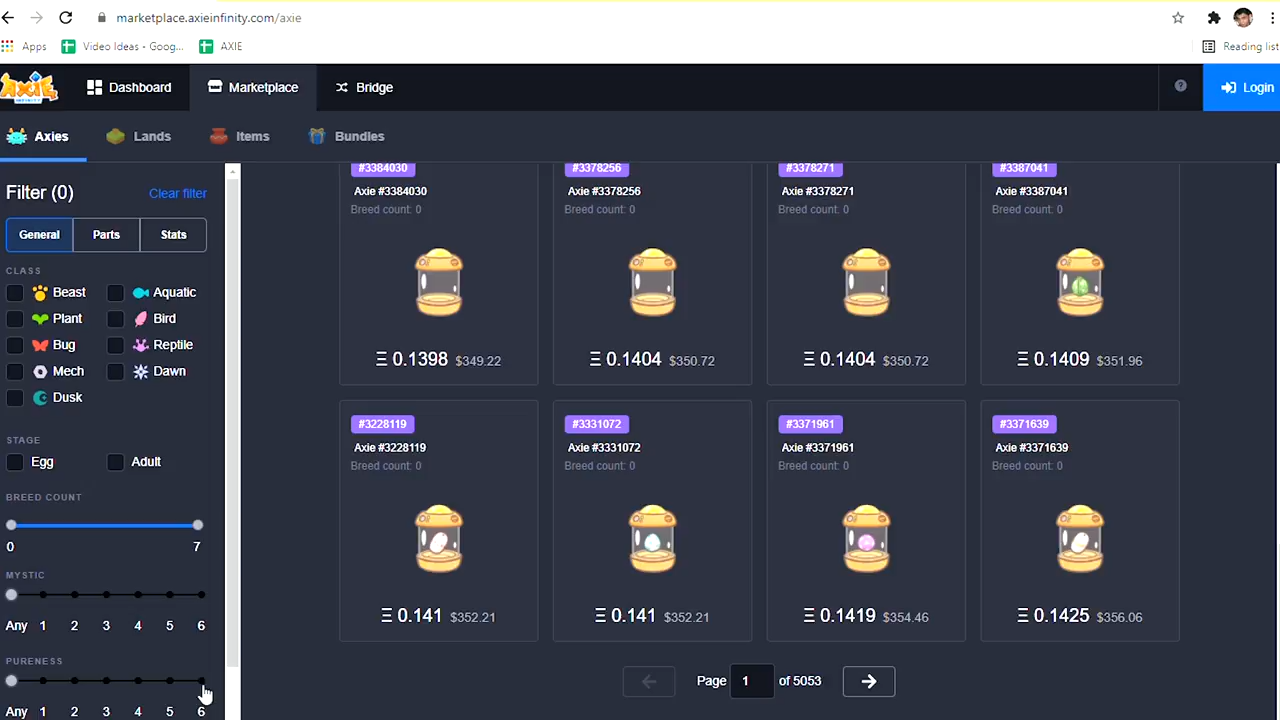 marketplace.axieinfinity.com/axie
Apps Video Ideas - Goog... AXIE Reading list
AXIE INFINITY Dashboard Marketplace Bridge ? Login
Axies Lands Items Bundles
Filter (0) Clear filter
General Parts Stats
CLASS
Beast Aquatic
Plant Bird
Bug Reptile
Mech Dawn
Dusk
STAGE
Egg Adult
BREED COUNT
0 7
MYSTIC
Any 1 2 3 4 5 6
PURENESS
Any 1 2 3 4 5 6
#3384030 #3378256 #3378271 #3387041
Axie #3384030 Axie #3378256 Axie #3378271 Axie #3387041
Breed count: 0 Breed count: 0 Breed count: 0 Breed count: 0
Ξ 0.1398 $349.22 Ξ 0.1404 $350.72 Ξ 0.1404 $350.72 Ξ 0.1409 $351.96
#3228119 #3331072 #3371961 #3371639
Axie #3228119 Axie #3331072 Axie #3371961 Axie #3371639
Breed count: 0 Breed count: 0 Breed count: 0 Breed count: 0
Ξ 0.141 $352.21 Ξ 0.141 $352.21 Ξ 0.1419 $354.46 Ξ 0.1425 $356.06
Page 1 of 5053